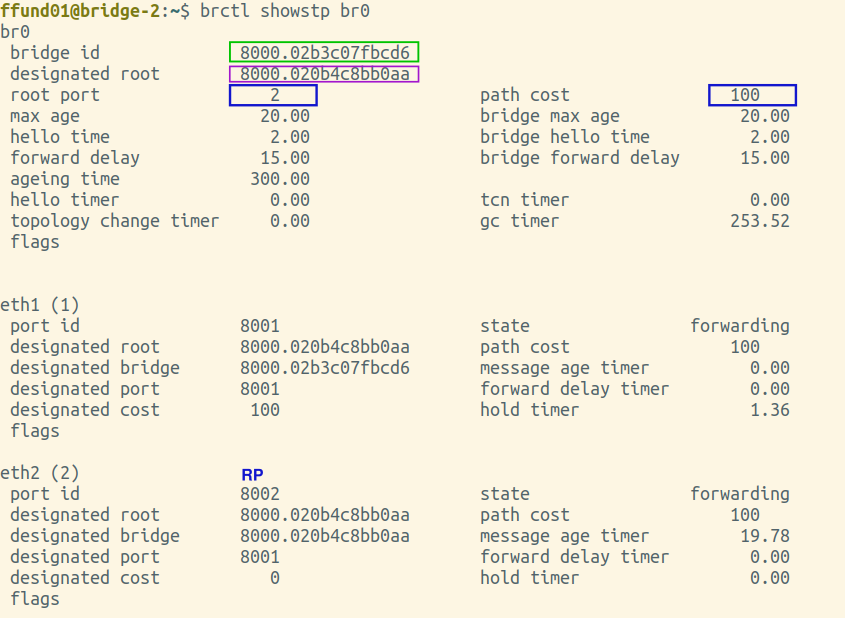 ffund01@bridge-2:~$ brctl showstp br0
br0
bridge id 8000.02b3c07fbcd6
designated root 8000.020b4c8bb0aa
root port 2 path cost 100
max age 20.00 bridge max age 20.00
hello time 2.00 bridge hello time 2.00
forward delay 15.00 bridge forward delay 15.00
ageing time 300.00
hello timer 0.00 tcn timer 0.00
topology change timer 0.00 gc timer 253.52
flags
eth1 (1)
port id 8001 state forwarding
designated root 8000.020b4c8bb0aa path cost 100
designated bridge 8000.02b3c07fbcd6 message age timer 0.00
designated port 8001 forward delay timer 0.00
designated cost 100 hold timer 1.36
flags
eth2 (2) RP
port id 8002 state forwarding
designated root 8000.020b4c8bb0aa path cost 100
designated bridge 8000.020b4c8bb0aa message age timer 19.78
designated port 8001 forward delay timer 0.00
designated cost 0 hold timer 0.00
flags